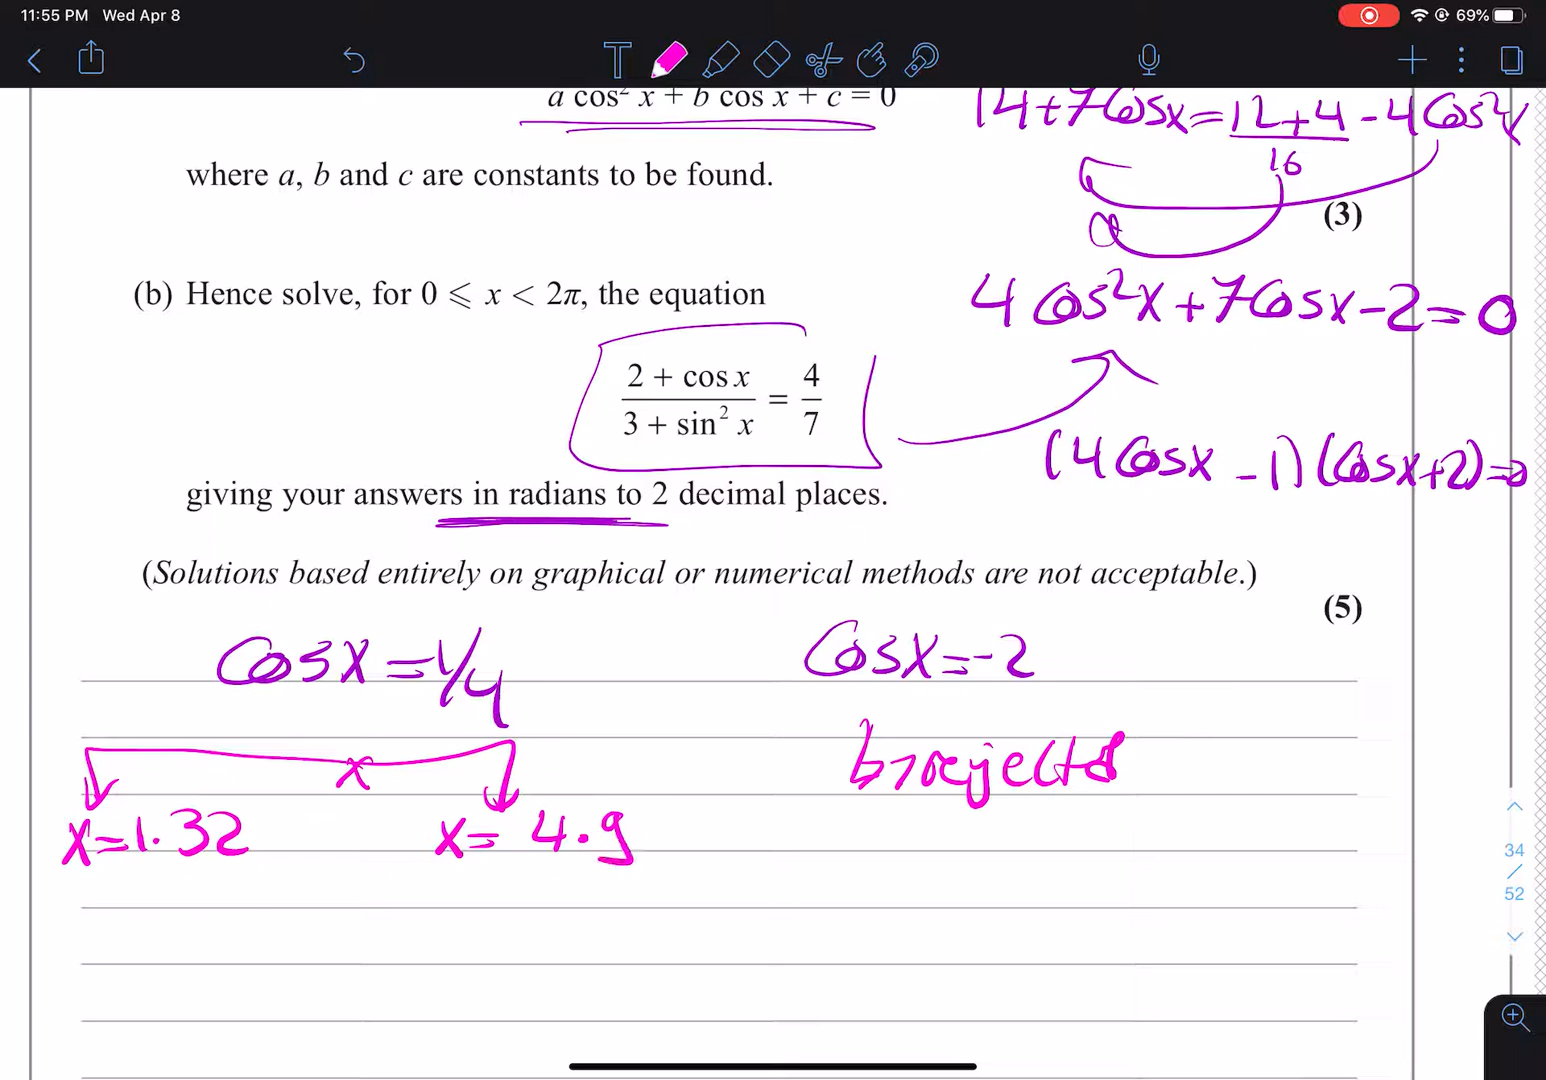 11:55 PM Wed Apr 8
69%
a cos² x + b cos x + c = 0
14+7Cosx=12+4-4Cos²x
16
where a, b and c are constants to be found.
(3)
(b) Hence solve, for 0 ⩽ x < 2π, the equation
4Cos²x+7Cosx-2=0
(2 + cos x)/(3 + sin² x) = 4/7
(4Cosx-1)(Cosx+2)=0
giving your answers in radians to 2 decimal places.
(Solutions based entirely on graphical or numerical methods are not acceptable.)
(5)
Cosx=1/4
Cosx=-2
x
x=1.32
x=4.9
34
52